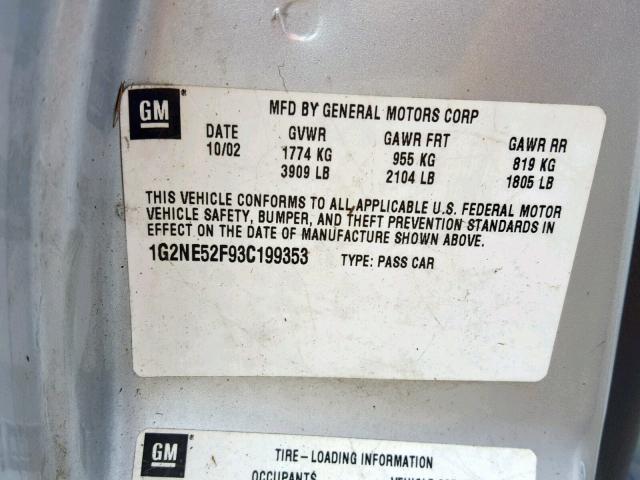 GM
MFD BY GENERAL MOTORS CORP
DATE GVWR GAWR FRT GAWR RR
10/02 1774 KG 955 KG 819 KG
3909 LB 2104 LB 1805 LB
THIS VEHICLE CONFORMS TO ALL APPLICABLE U.S. FEDERAL MOTOR
VEHICLE SAFETY, BUMPER, AND THEFT PREVENTION STANDARDS IN
EFFECT ON THE DATE OF MANUFACTURE SHOWN ABOVE.
1G2NE52F93C199353 TYPE: PASS CAR
GM
TIRE-LOADING INFORMATION
OCCUPANTS